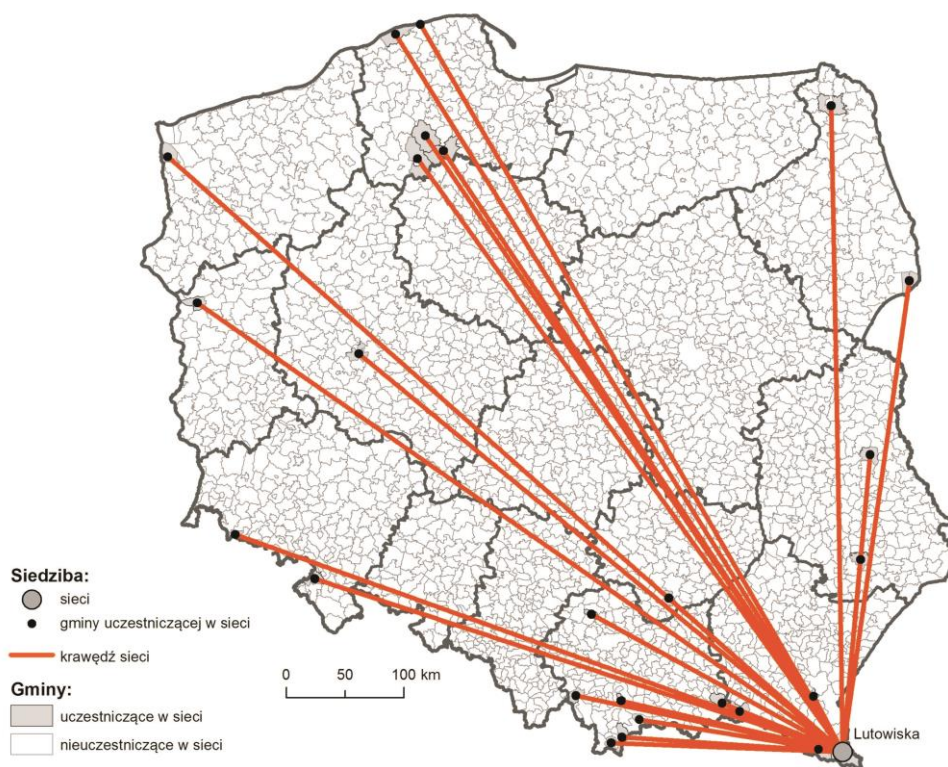 Lutowiska
Siedziba:
sieci
gminy uczestniczącej w sieci
krawędź sieci
0 50 100 km
Gminy:
uczestniczące w sieci
nieuczestniczące w sieci